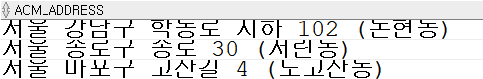 ACM_ADDRESS
서울 강남구 학동로 지하 102 (논현동)
서울 종로구 종로 30 (서린동)
서울 마포구 고산길 4 (노고산동)